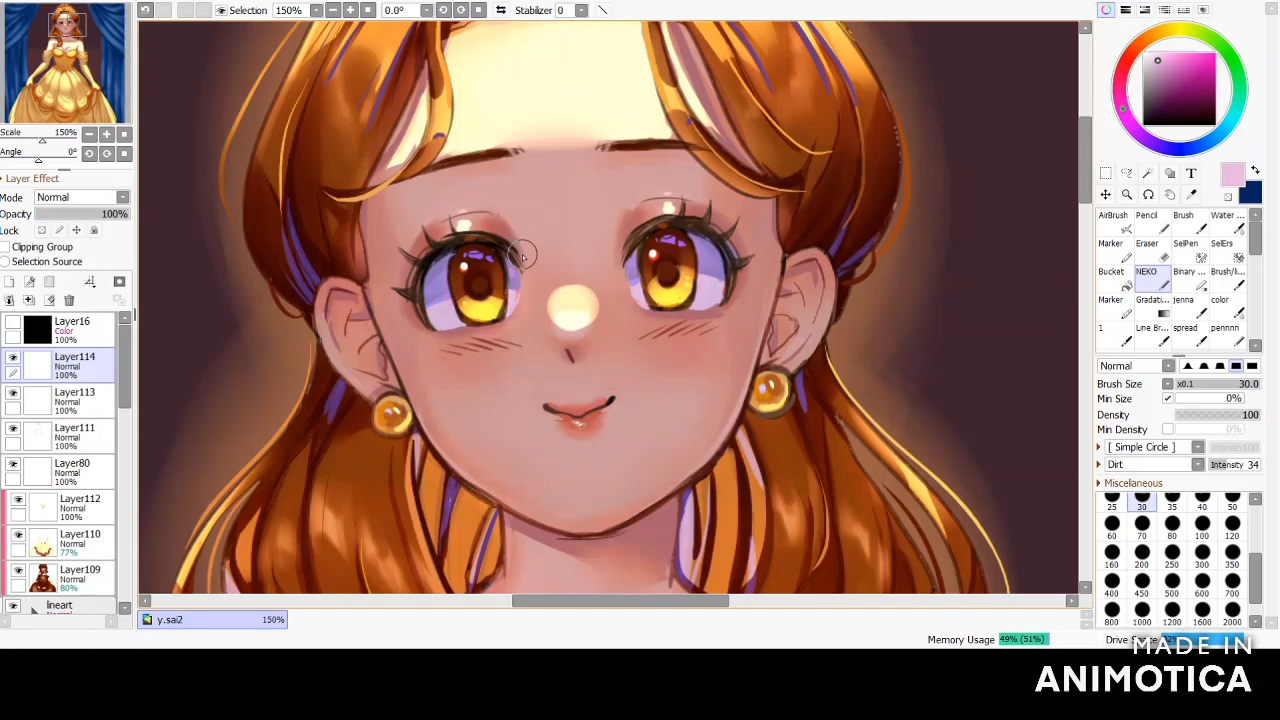 Selection 150% 0.0° Stabilizer 0
Scale 150%
Angle 0°
Layer Effect
Mode Normal
Opacity 100%
Lock
Clipping Group
Selection Source
Layer16
Color
100%
Layer114
Normal
100%
Layer113
Normal
100%
Layer111
Normal
100%
Layer80
Normal
100%
Layer112
Normal
100%
Layer110
Normal
77%
Layer109
Normal
80%
lineart
y.sai2 150%
Memory Usage 49% (51%)
T
AirBrush Pencil Brush Water ...
Marker Eraser SelPen SelErs
Bucket NEKO Binary ... Brush/li...
Marker Gradati... jenna color
1 Line Br... spread pennnn
Normal
Brush Size x0.1 30.0
Min Size 0%
Density 100
Min Density 0%
[ Simple Circle ]
Dirt Intensity 34
Miscellaneous
25 30 35 40 50
60 70 80 100 120
160 200 250 300 350
400 450 500 600 700
800 1000 1200 1600 2000
MADE IN
ANIMOTICA